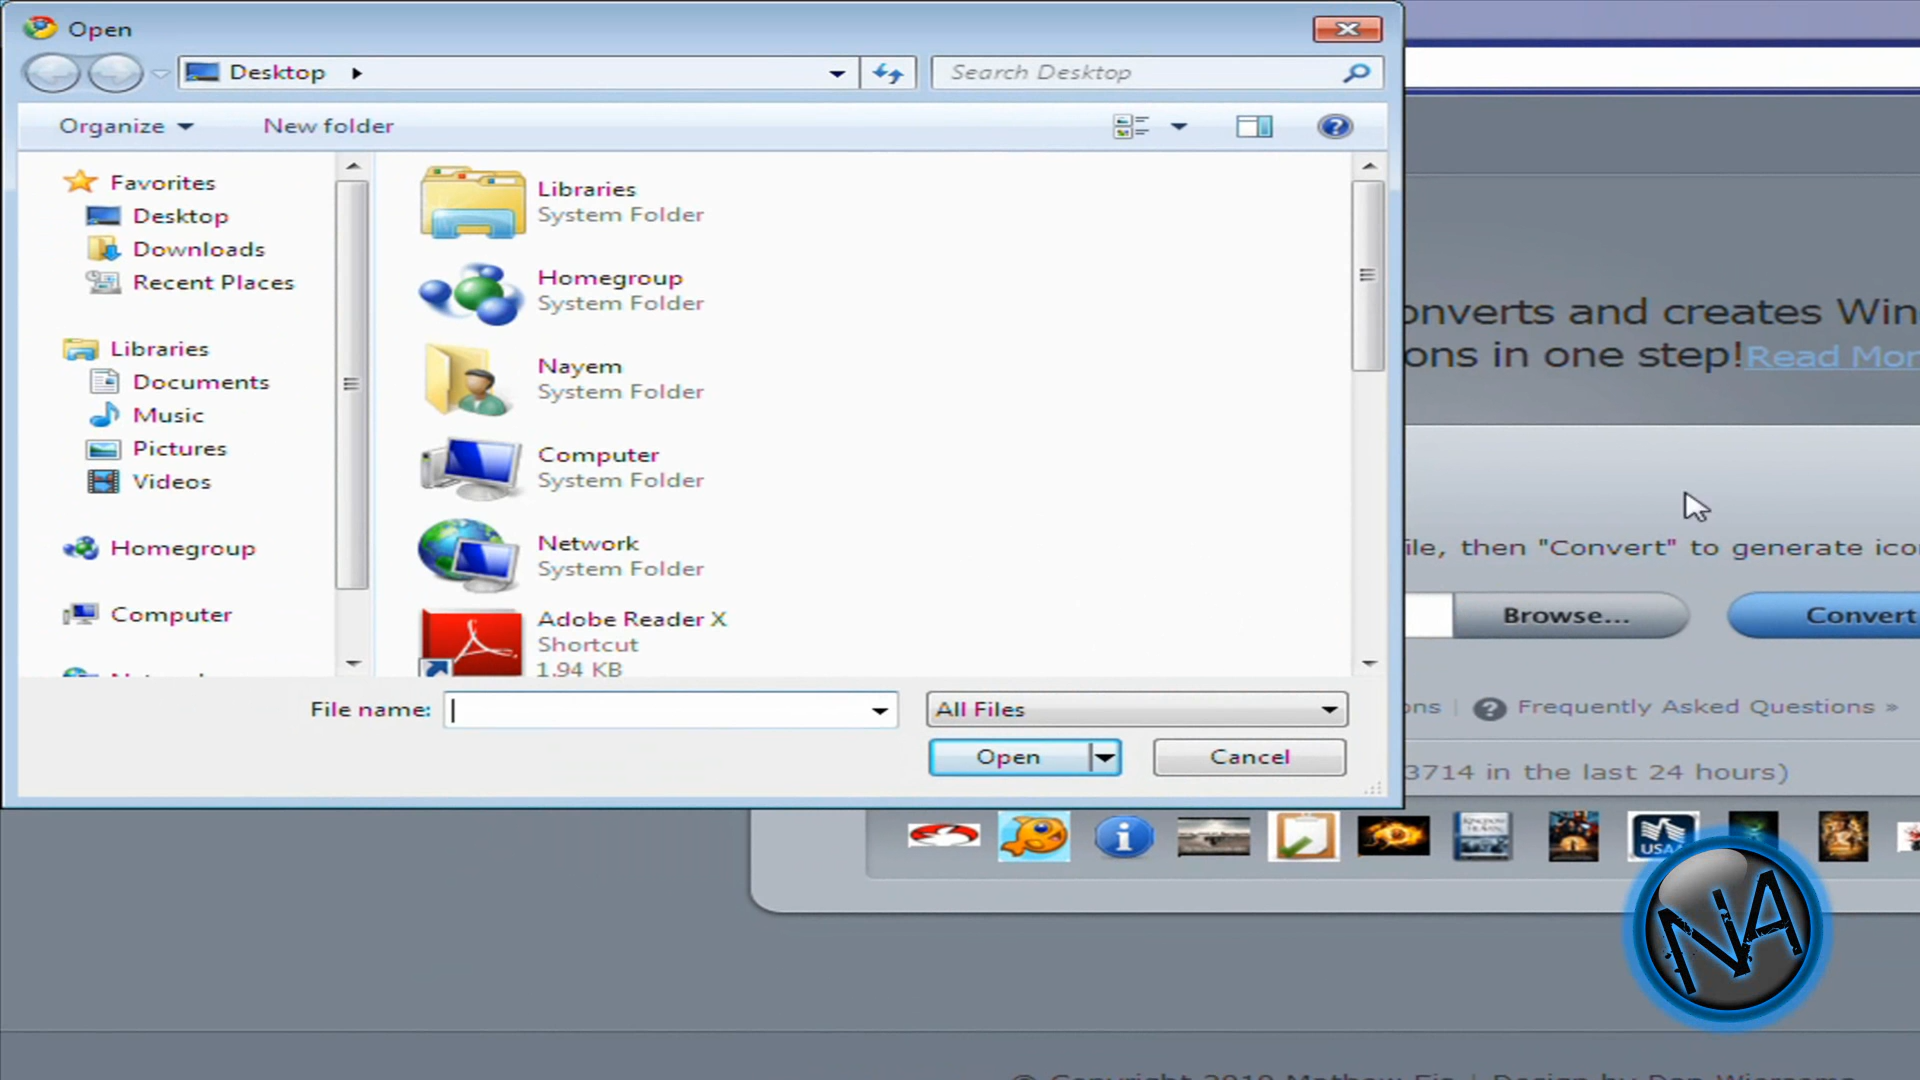 Open
Desktop
Search Desktop
Organize
New folder
Favorites
Desktop
Downloads
Recent Places
Libraries
Documents
Music
Pictures
Videos
Homegroup
Computer
Libraries
System Folder
Homegroup
System Folder
Nayem
System Folder
Computer
System Folder
Network
System Folder
Adobe Reader X
Shortcut
1.94 KB
File name:
All Files
Open
Cancel
onverts and creates Win
ons in one step! Read Mor
ile, then "Convert" to generate ico
Browse...
Convert
ons | Frequently Asked Questions »
3714 in the last 24 hours)
USAA
NA